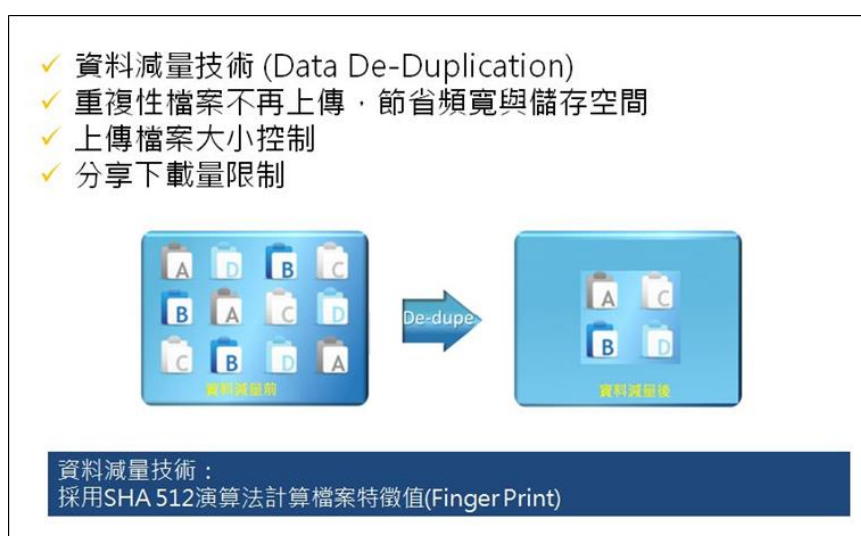 資料減量技術 (Data De-Duplication)
重複性檔案不再上傳，節省頻寬與儲存空間
上傳檔案大小控制
分享下載量限制
A D B C
B A C D
C B D A
資料減量前
De-dupe
A C
B D
資料減量後
資料減量技術：
採用SHA 512演算法計算檔案特徵值(Finger Print)